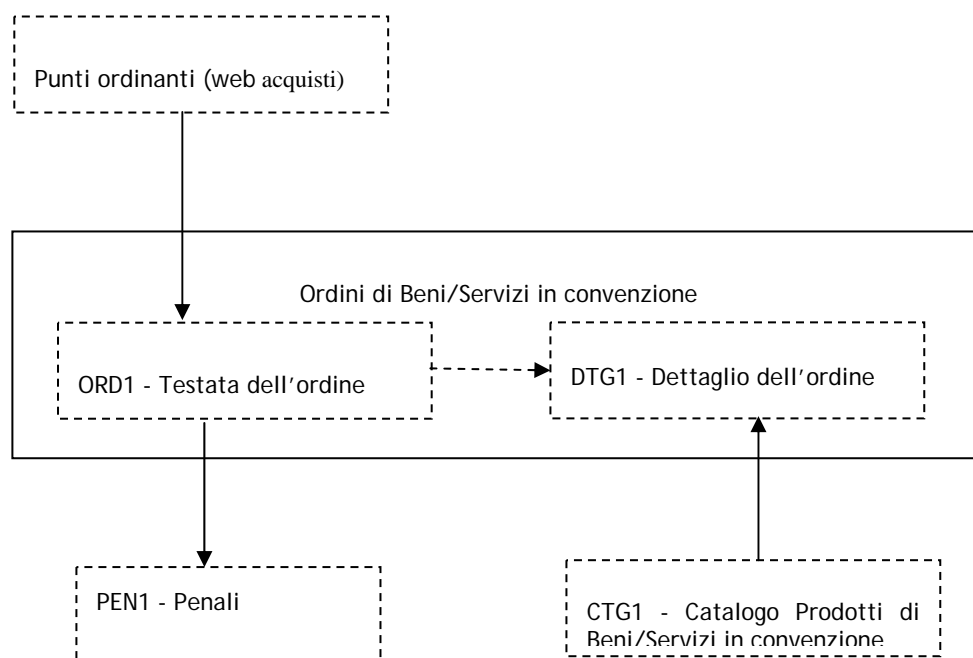 Punti ordinanti (web acquisti)
Ordini di Beni/Servizi in convenzione
ORD1 - Testata dell'ordine
DTG1 - Dettaglio dell'ordine
PEN1 - Penali
CTG1 - Catalogo Prodotti di
Beni/Servizi in convenzione